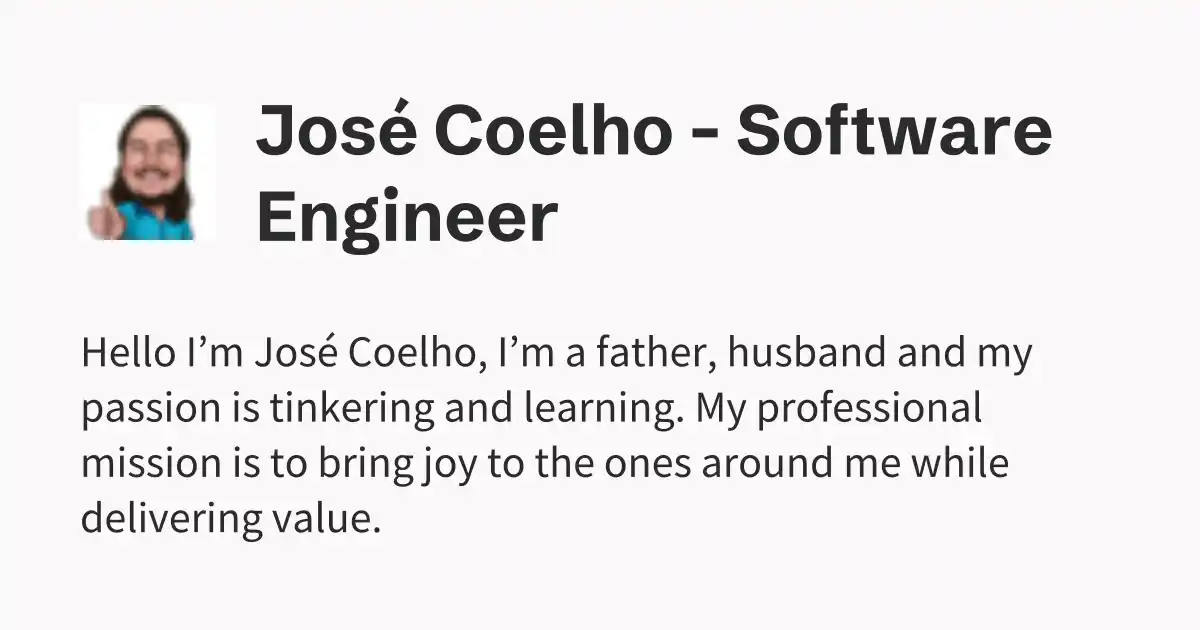 José Coelho - Software
Engineer
Hello I’m José Coelho, I’m a father, husband and my
passion is tinkering and learning. My professional
mission is to bring joy to the ones around me while
delivering value.